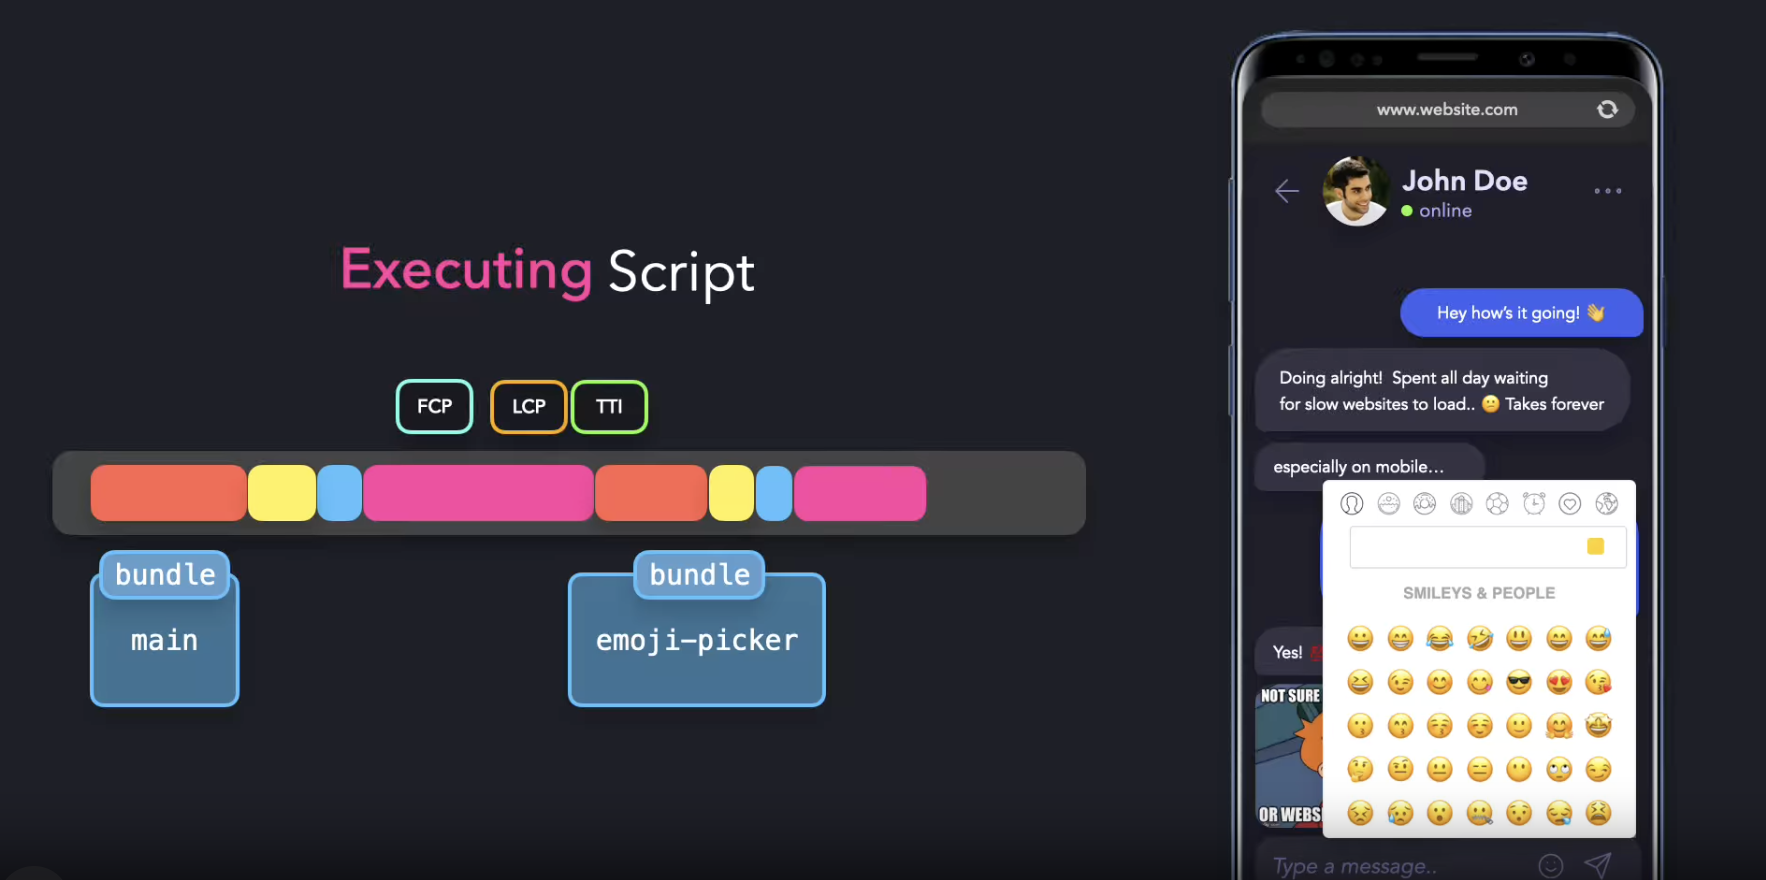 Executing Script
FCP
LCP
TTI
bundle
main
bundle
emoji-picker
www.website.com
John Doe
online
Hey how's it going! 👋
Doing alright!  Spent all day waiting
for slow websites to load.. 😕 Takes forever
especially on mobile...
SMILEYS & PEOPLE
Yes!
NOT SURE
OR WEBS
Type a message..